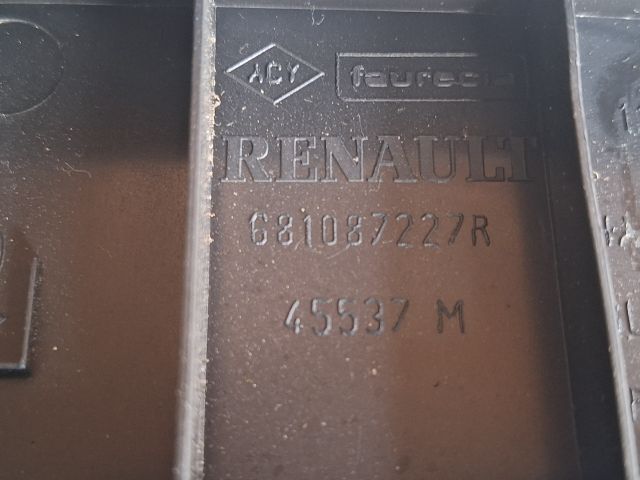 ACY faurecia
RENAULT
681087227R
45537 M